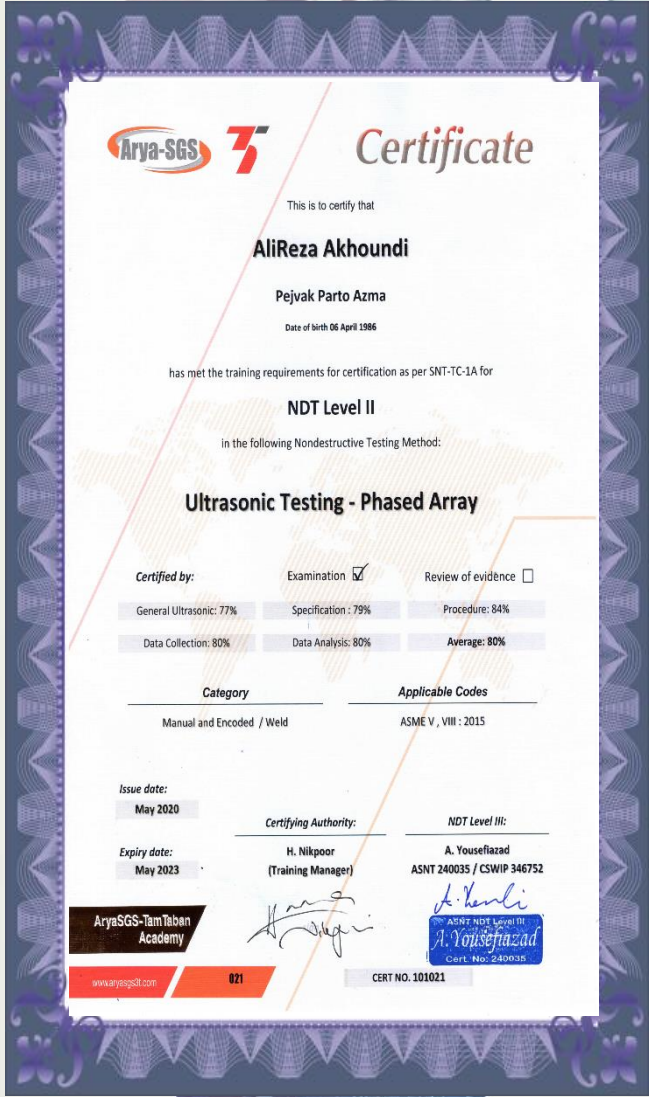 Arya-SGS
Certificate
This is to certify that
AliReza Akhoundi
Pejvak Parto Azma
Date of birth 06 April 1986
has met the training requirements for certification as per SNT-TC-1A for
NDT Level II
in the following Nondestructive Testing Method:
Ultrasonic Testing - Phased Array
Certified by: Examination ☑ Review of evidence ☐
General Ultrasonic: 77% Specification : 79% Procedure: 84%
Data Collection: 80% Data Analysis: 80% Average: 80%
Category Applicable Codes
Manual and Encoded / Weld ASME V , VIII : 2015
Issue date:
May 2020
Certifying Authority: NDT Level III:
Expiry date: H. Nikpoor A. Yousefiazad
May 2023 (Training Manager) ASNT 240035 / CSWIP 346752
ASNT NDT Level III
A.Yousefiazad
Cert. No: 240035
AryaSGS-TamTaban
Academy
www.aryasgs3t.com 021 CERT NO. 101021